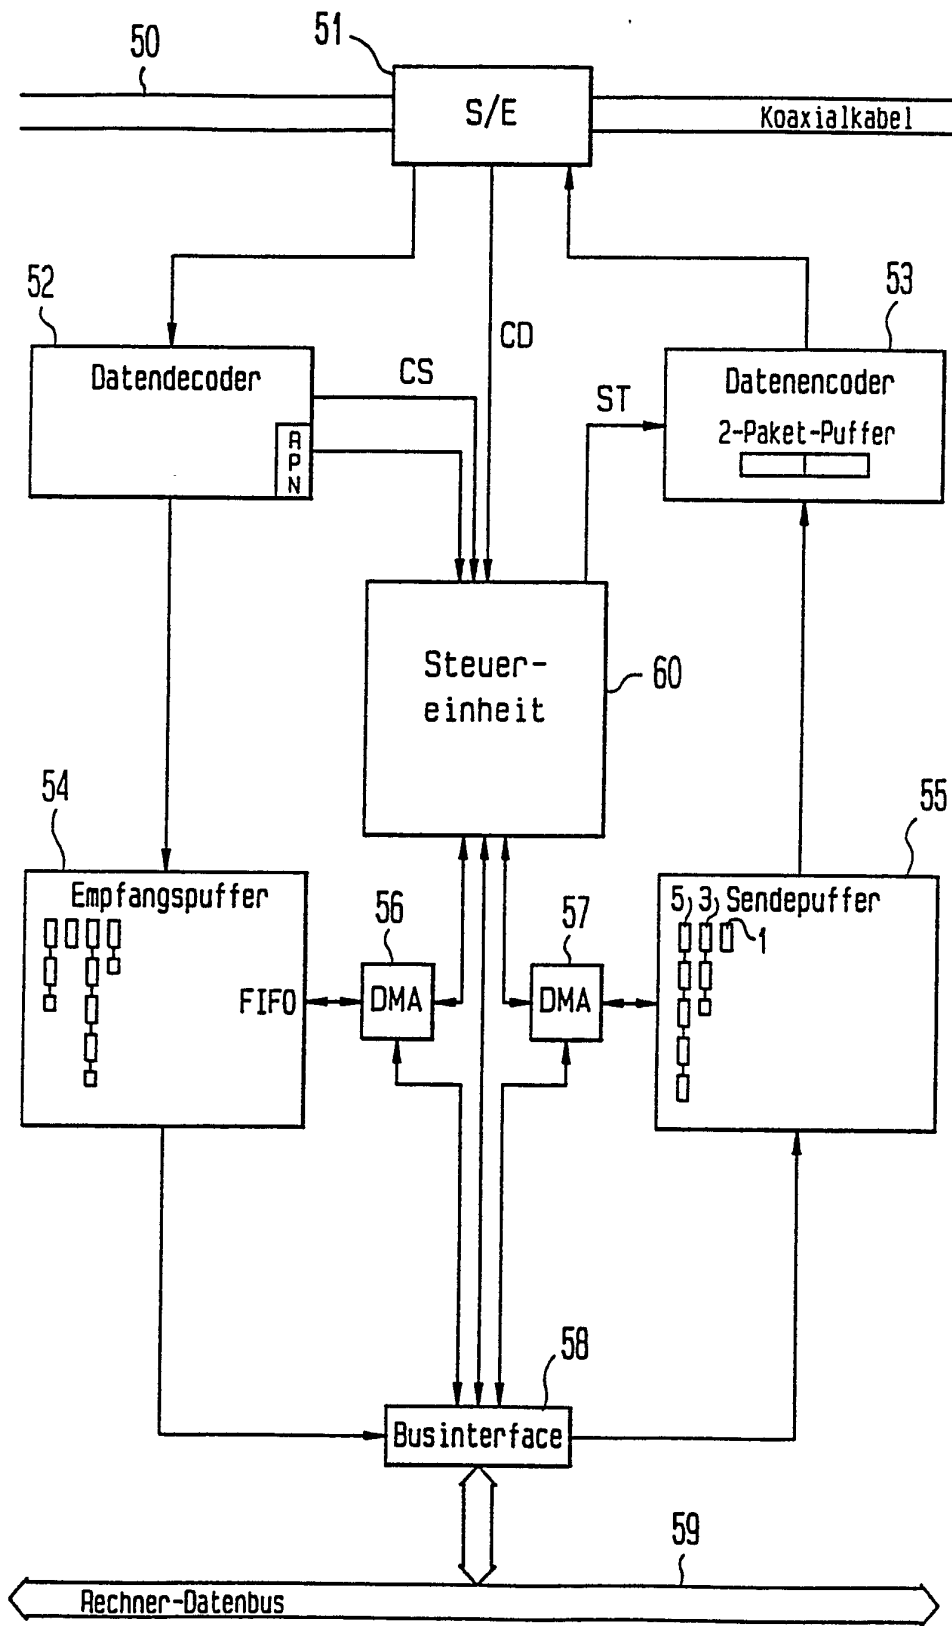 50
51
S/E
Koaxialkabel
52
53
Datendecoder
CS
CD
ST
Datenencoder
2-Paket-Puffer
APN
Steuer-
einheit
60
54
55
Empfangspuffer
56
57
5 3 Sendepuffer
1
FIFO
DMA
DMA
58
Businterface
59
Rechner-Datenbus